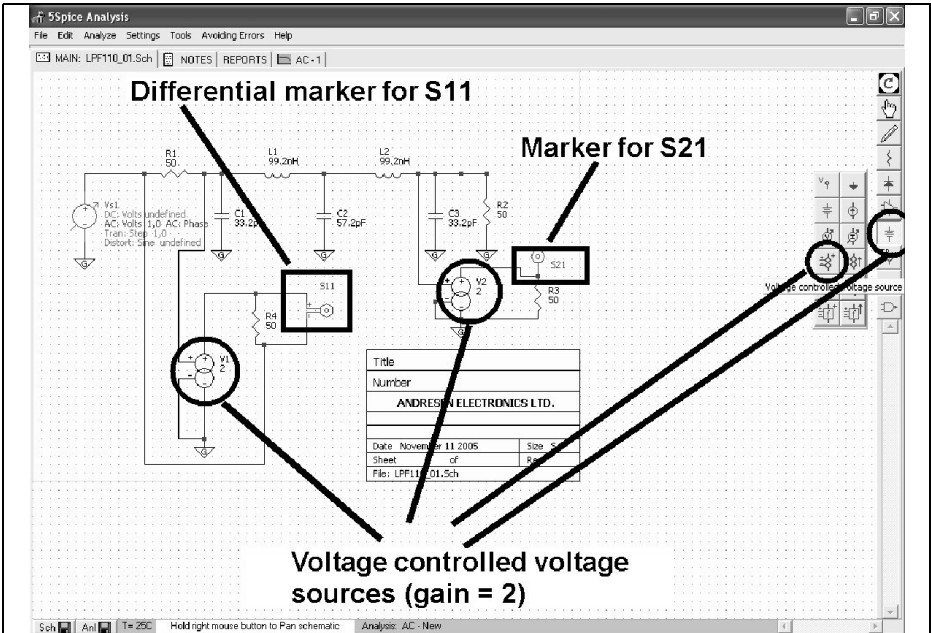 5Spice Analysis
File Edit Analyze Settings Tools Avoiding Errors Help
MAIN: LPF110_01.Sch NOTES REPORTS AC-1
Differential marker for S11
Marker for S21
R1
50
L1
99.2nH
L2
99.2nH
Vs1
DC: Volts undefined
AC: Volts 1,0 AC: Phase
Tran: Step 1,0
Distort: Sine undefined
C1
33.2p
C2
57.2pF
C3
33.2pF
R2
50
G
G
G
G
G
S11
R4
50
V1
2
G
V2
2
S21
R3
50
G
Voltage controlled voltage source
Title
Number
ANDRESEN ELECTRONICS LTD.
Date November 11 2005
Size
Sheet of
File: LPF110_01.Sch
Voltage controlled voltage
sources (gain = 2)
Sch Anl T= 25C Hold right mouse button to Pan schematic Analysis: AC - New